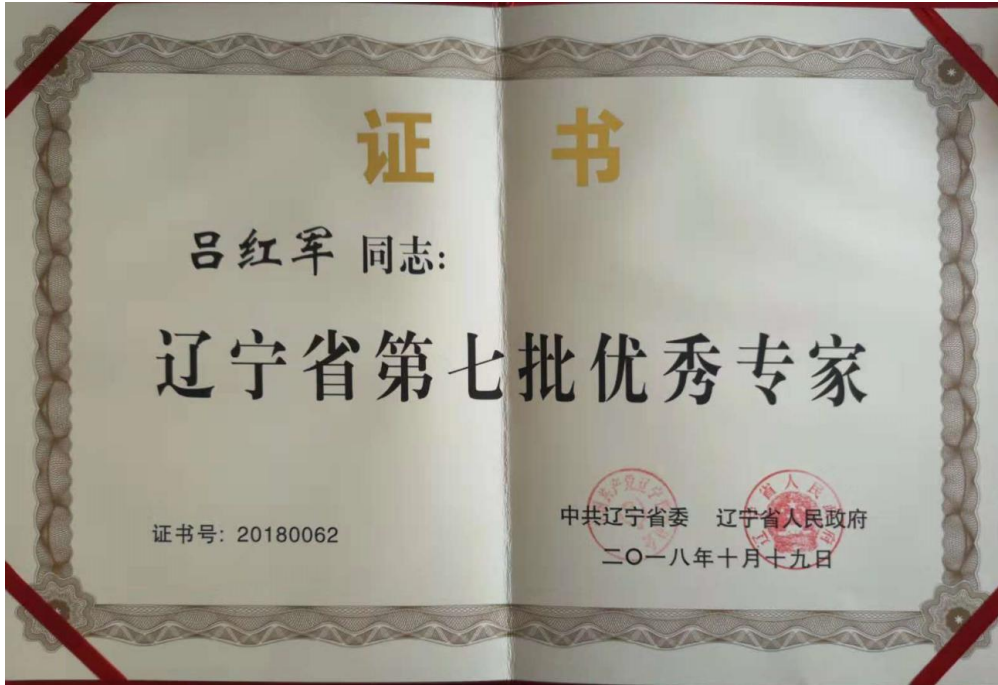 证 书
吕红军 同志:
辽宁省第七批优秀专家
证书号: 20180062
中共辽宁省委 辽宁省人民政府
二〇一八年十月十九日